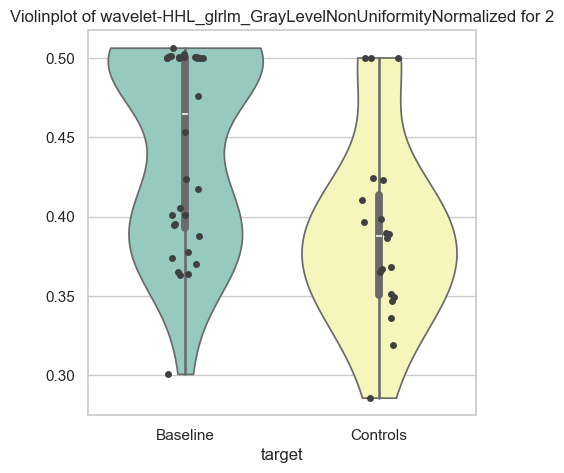 Violinplot of wavelet-HHL_glrlm_GrayLevelNonUniformityNormalized for 2
0.50
0.45
0.40
0.35
0.30
Baseline
Controls
target